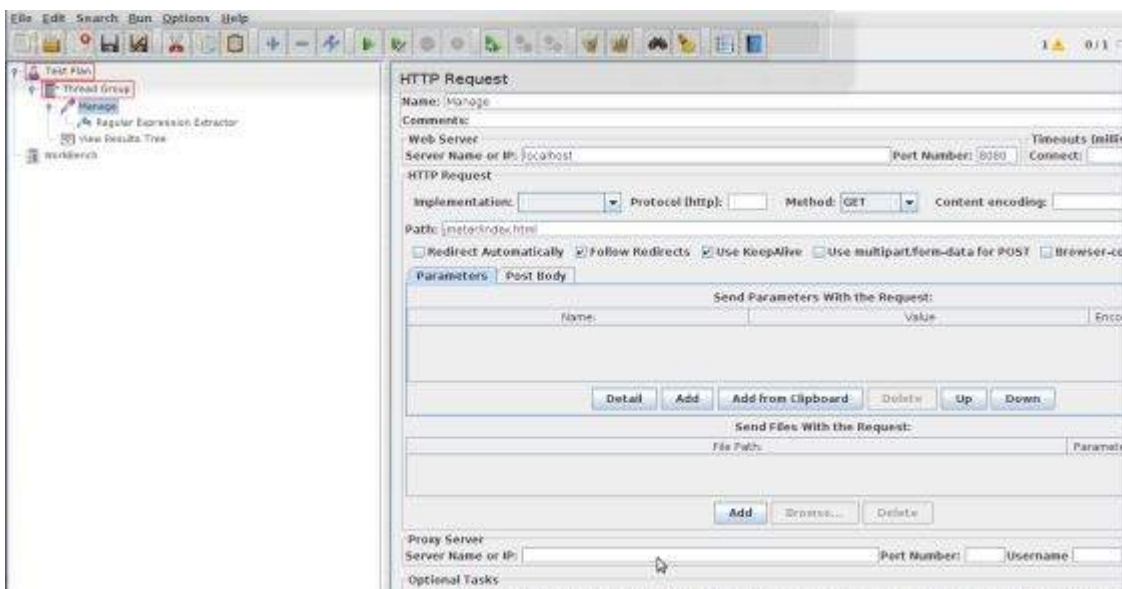 File Edit Search Run Options Help
1 0/1
Test Plan
Thread Group
Manage
Regular Expression Extractor
View Results Tree
WorkBench
HTTP Request
Name: Manage
Comments:
Web Server
Timeouts (milli
Server Name or IP: localhost
Port Number: 8080
Connect:
HTTP Request
Implementation:
Protocol [http]:
Method: GET
Content encoding:
Path: jmeter/index.html
Redirect Automatically Follow Redirects Use KeepAlive Use multipart/form-data for POST Browser-co
Parameters Post Body
Send Parameters With the Request:
Name: Value Enco
Detail Add Add from Clipboard Delete Up Down
Send Files With the Request:
File Path: Paramete
Add Browse... Delete
Proxy Server
Server Name or IP: Port Number: Username
Optional Tasks